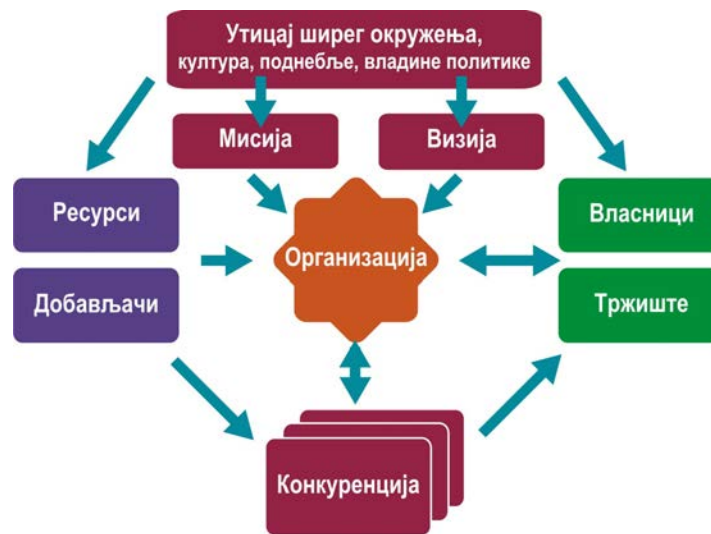 Утицај ширег окружења,
култура, поднебље, владине политике
Мисија
Визија
Ресурси
Власници
Организација
Добављачи
Тржиште
Конкуренција